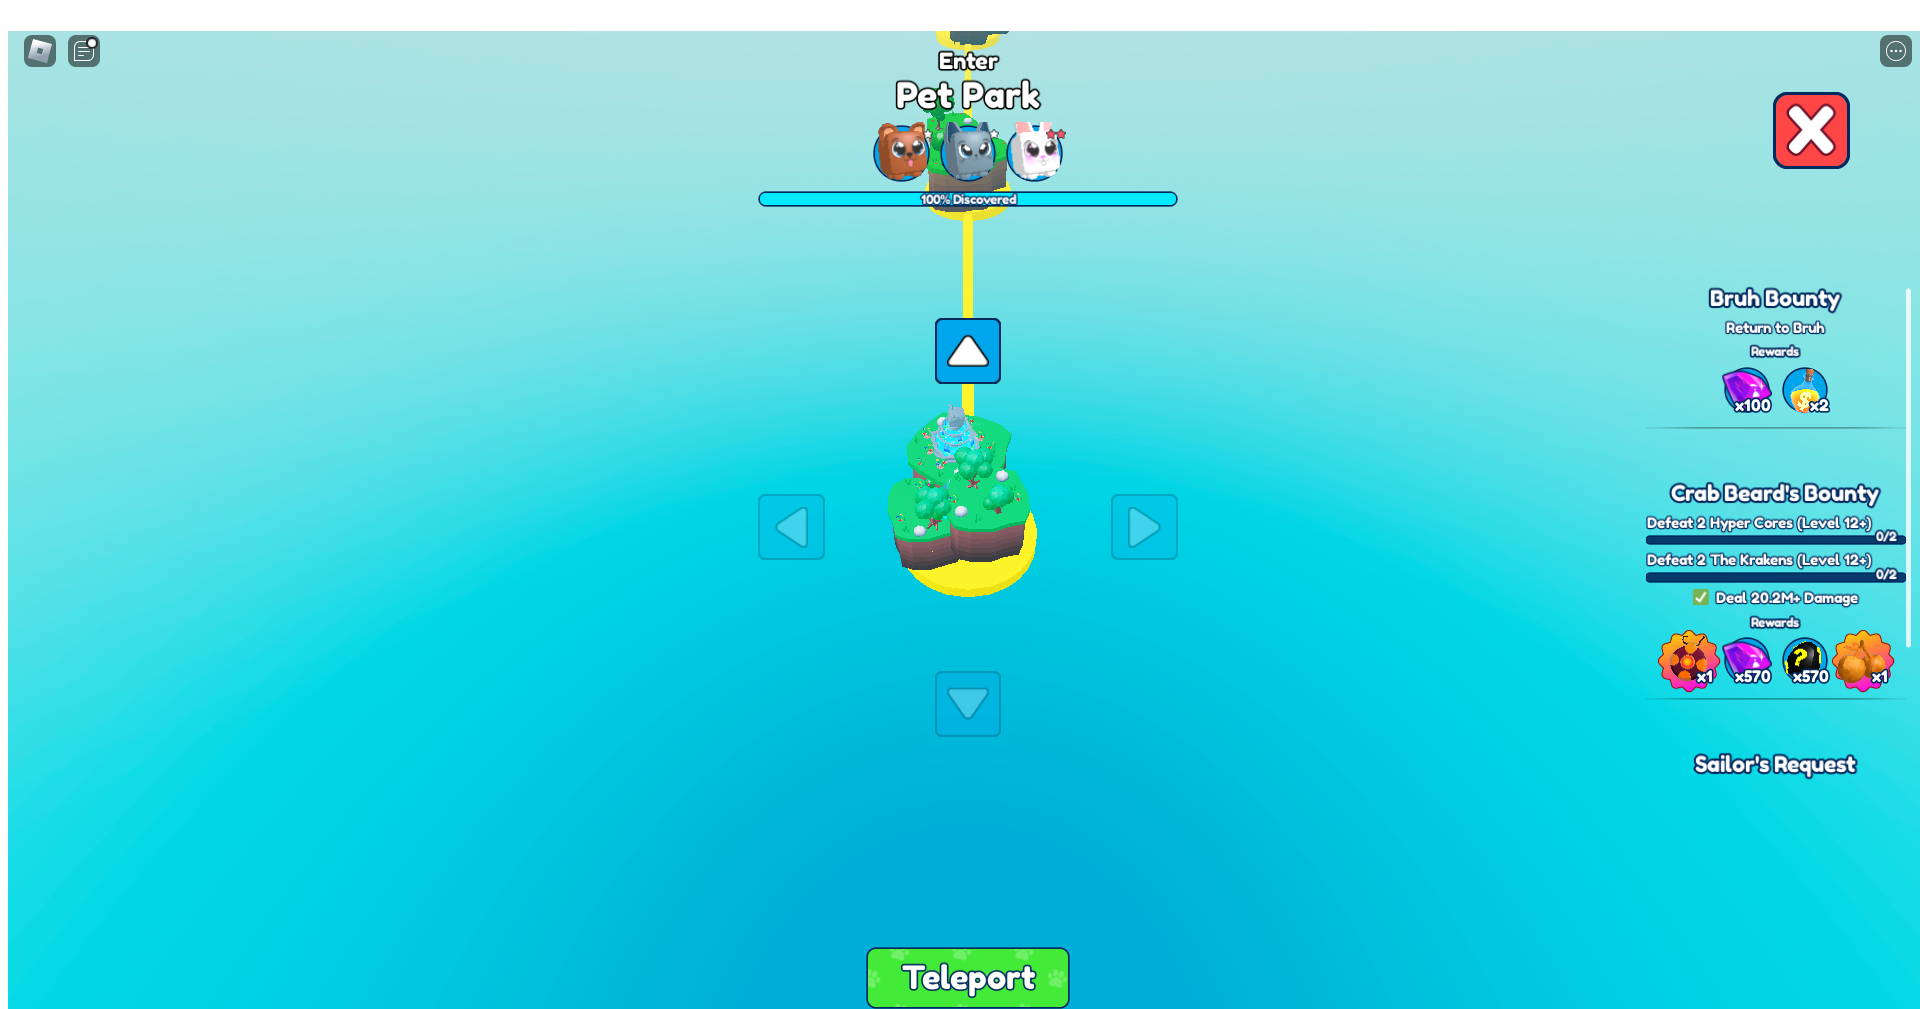 Enter
Pet Park
100% Discovered
Bruh Bounty
Return to Bruh
Rewards
x100
x2
Crab Beard's Bounty
Defeat 2 Hyper Cores (Level 12+)
0/2
Defeat 2 The Krakens (Level 12+)
0/2
✅ Deal 20.2M+ Damage
Rewards
x1
x570
?
x570
x1
Sailor's Request
Teleport